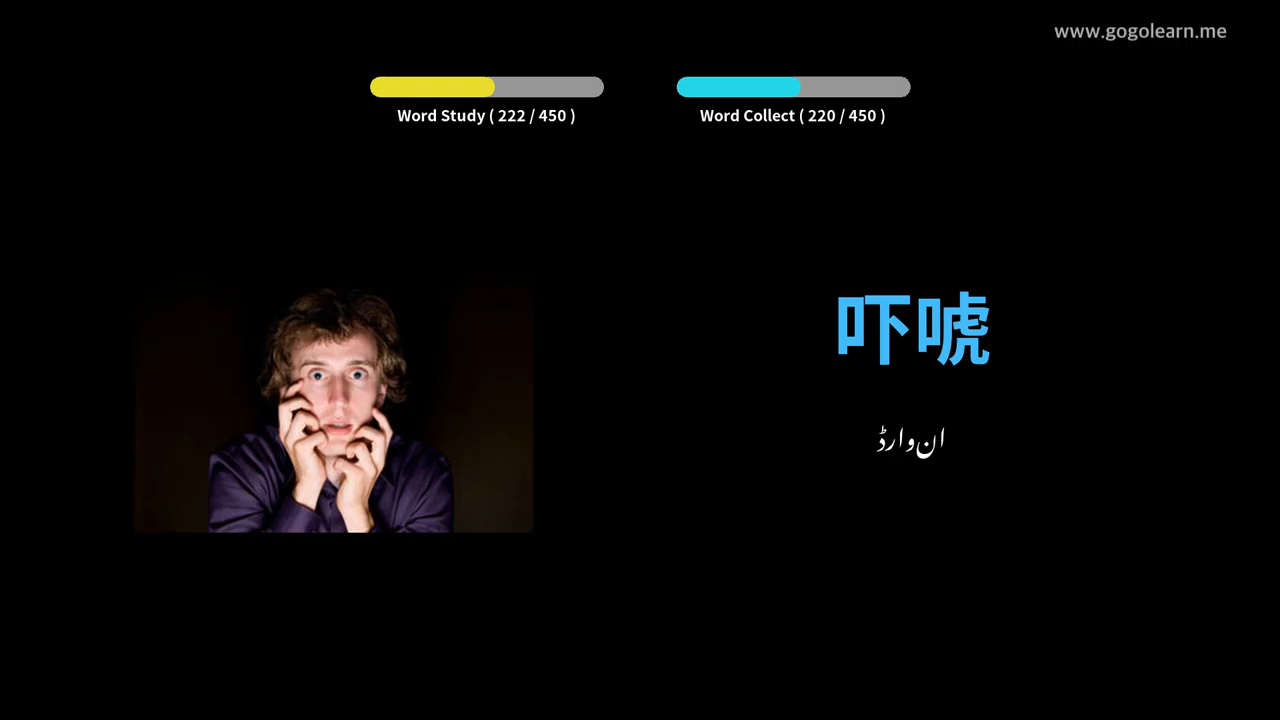 www.gogolearn.me
Word Study ( 222 / 450 )
Word Collect ( 220 / 450 )
吓唬
ان وارڈ